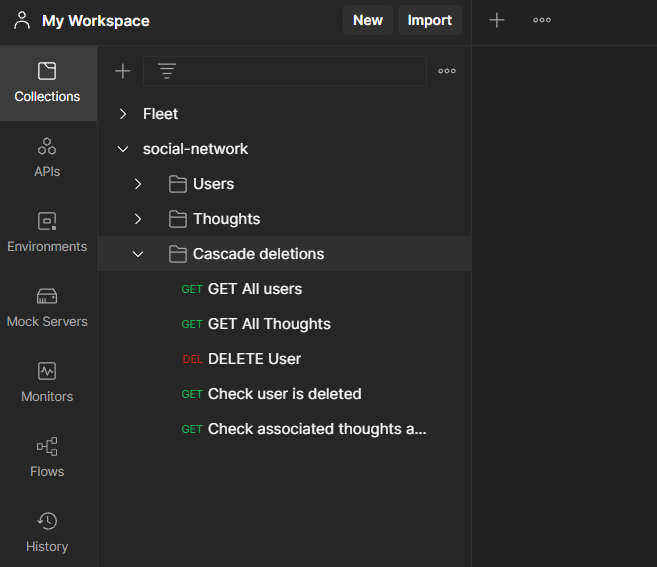 My Workspace
New
Import
Collections
APIs
Environments
Mock Servers
Monitors
Flows
History
Fleet
social-network
Users
Thoughts
Cascade deletions
GET GET All users
GET GET All Thoughts
DEL DELETE User
GET Check user is deleted
GET Check associated thoughts a...